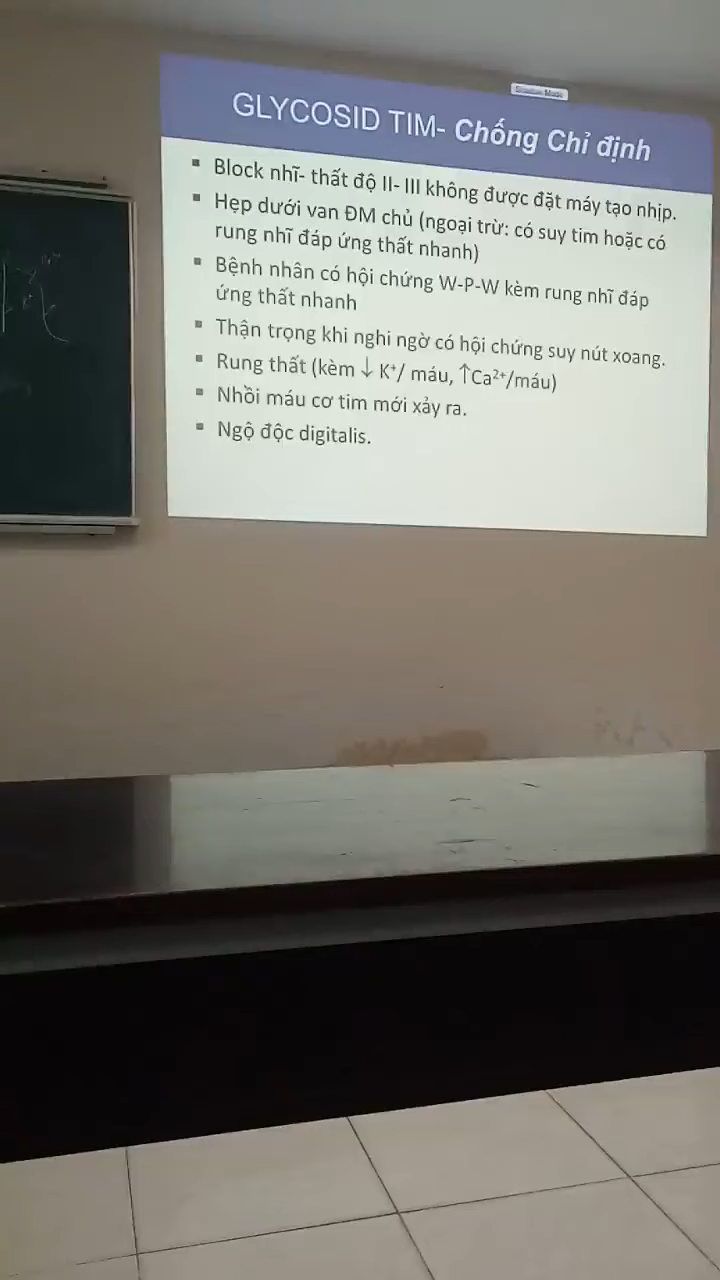 GLYCOSID TIM- Chống Chỉ định
▪ Block nhĩ- thất độ II- III không được đặt máy tạo nhịp.
▪ Hẹp dưới van ĐM chủ (ngoại trừ: có suy tim hoặc có
rung nhĩ đáp ứng thất nhanh)
▪ Bệnh nhân có hội chứng W-P-W kèm rung nhĩ đáp
ứng thất nhanh
▪ Thận trọng khi nghi ngờ có hội chứng suy nút xoang.
▪ Rung thất (kèm ↓ K⁺/ máu, ↑Ca²⁺/máu)
▪ Nhồi máu cơ tim mới xảy ra.
▪ Ngộ độc digitalis.